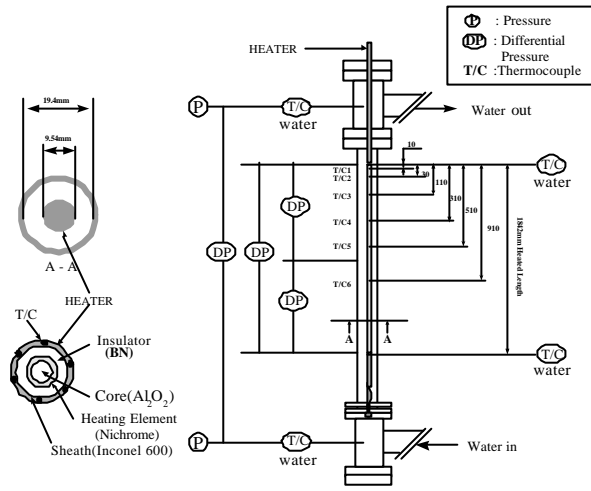 P : Pressure
DP : Differential
Pressure
T/C :Thermocouple
HEATER
19.4mm
9.54mm
P
T/C
water
Water out
10
T/C1
T/C2
30
T/C3
110
T/C4
310
T/C5
510
T/C6
910
1842mm Heated Length
T/C
water
DP
DP
DP
DP
A - A
HEATER
T/C
Insulator
(BN)
Core(Al2O2)
Heating Element
(Nichrome)
Sheath(Inconel 600)
A A
T/C
water
P
T/C
water
Water in